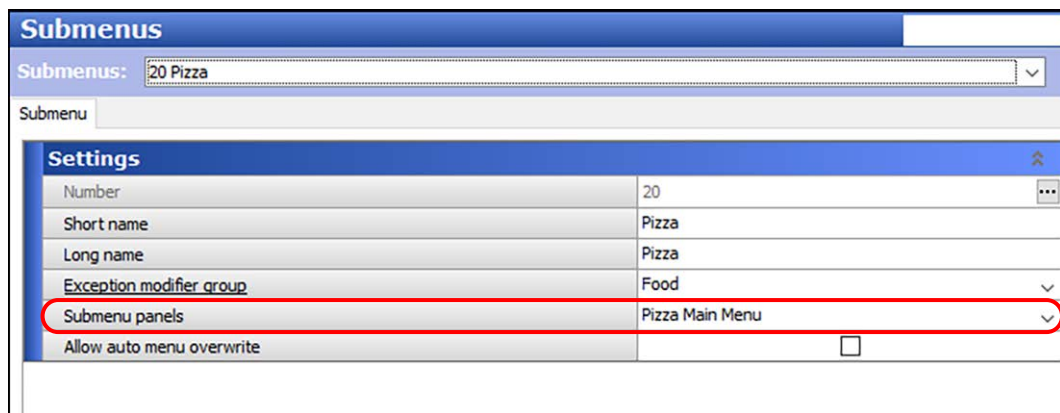 Submenus
Submenus: 20 Pizza
Submenu
Settings
Number 20 ...
Short name Pizza
Long name Pizza
Exception modifier group Food
Submenu panels Pizza Main Menu
Allow auto menu overwrite